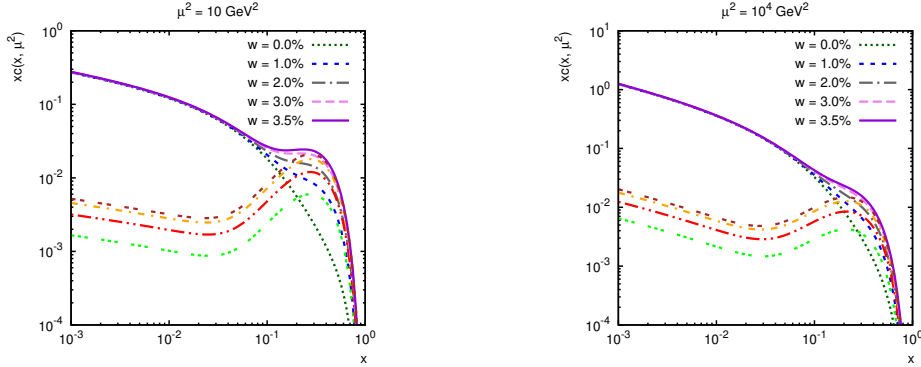 μ² = 10 GeV²
xc(x, μ²)
10⁰
10⁻¹
10⁻²
10⁻³
10⁻⁴
w = 0.0%
w = 1.0%
w = 2.0%
w = 3.0%
w = 3.5%
10⁻³
10⁻²
10⁻¹
10⁰
x
μ² = 10⁴ GeV²
xc(x, μ²)
10¹
10⁰
10⁻¹
10⁻²
10⁻³
10⁻⁴
w = 0.0%
w = 1.0%
w = 2.0%
w = 3.0%
w = 3.5%
10⁻³
10⁻²
10⁻¹
10⁰
x